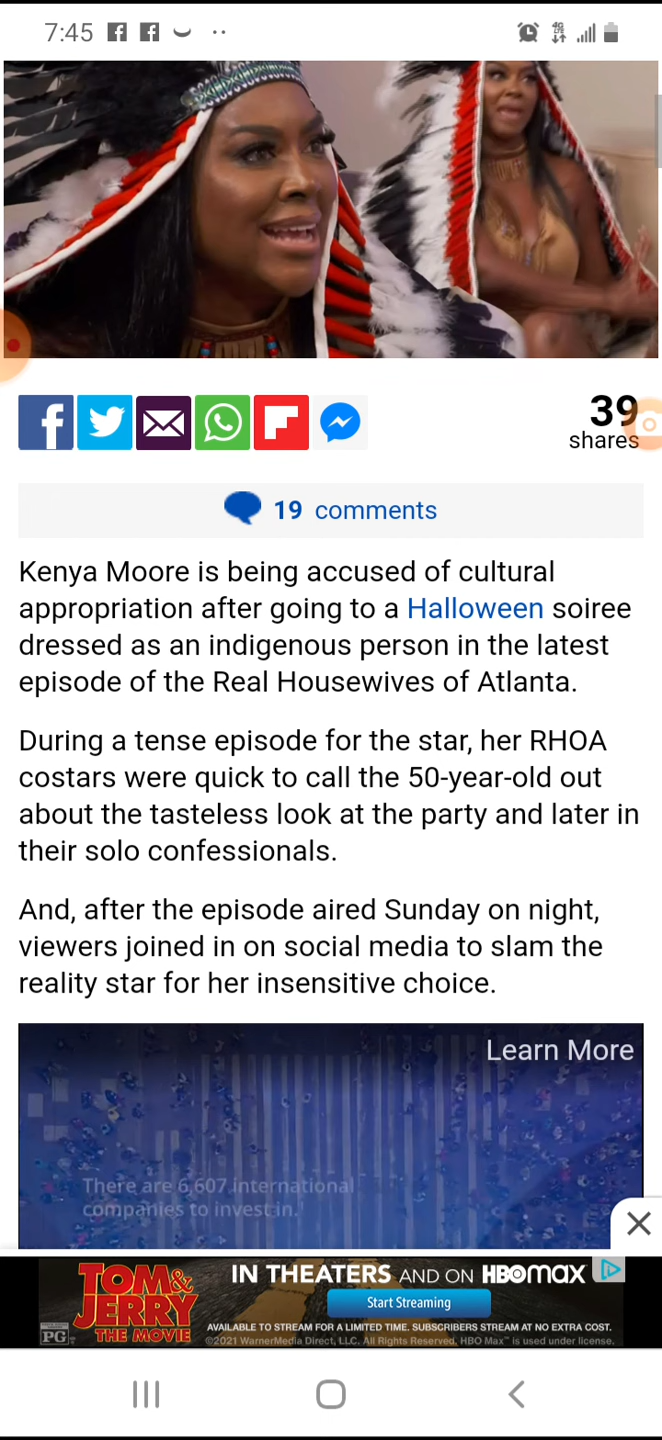 7:45
4G
LTE
39
shares
19 comments
Kenya Moore is being accused of cultural
appropriation after going to a Halloween soiree
dressed as an indigenous person in the latest
episode of the Real Housewives of Atlanta.
During a tense episode for the star, her RHOA
costars were quick to call the 50-year-old out
about the tasteless look at the party and later in
their solo confessionals.
And, after the episode aired Sunday on night,
viewers joined in on social media to slam the
reality star for her insensitive choice.
Learn More
There are 6,607 international
companies to invest in.
TOM&
JERRY
THE MOVIE
PG
IN THEATERS AND ON HBOMAX
Start Streaming
AVAILABLE TO STREAM FOR A LIMITED TIME. SUBSCRIBERS STREAM AT NO EXTRA COST.
©2021 WarnerMedia Direct, LLC. All Rights Reserved. HBO Max™ is used under license.